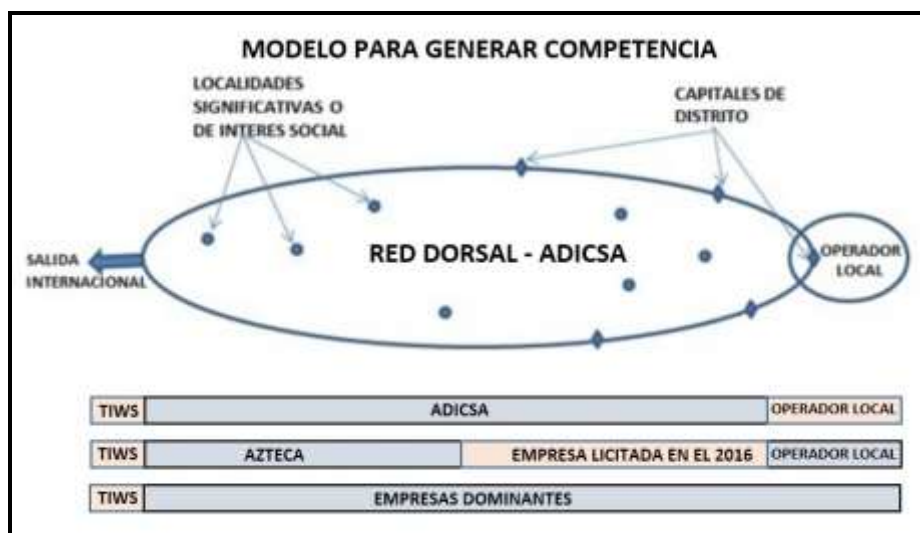 MODELO PARA GENERAR COMPETENCIA
LOCALIDADES
SIGNIFICATIVAS O
DE INTERES SOCIAL
CAPITALES DE
DISTRITO
RED DORSAL - ADICSA
SALIDA
INTERNACIONAL
OPERADOR
LOCAL
TIWS ADICSA OPERADOR LOCAL
TIWS AZTECA EMPRESA LICITADA EN EL 2016 OPERADOR LOCAL
TIWS EMPRESAS DOMINANTES